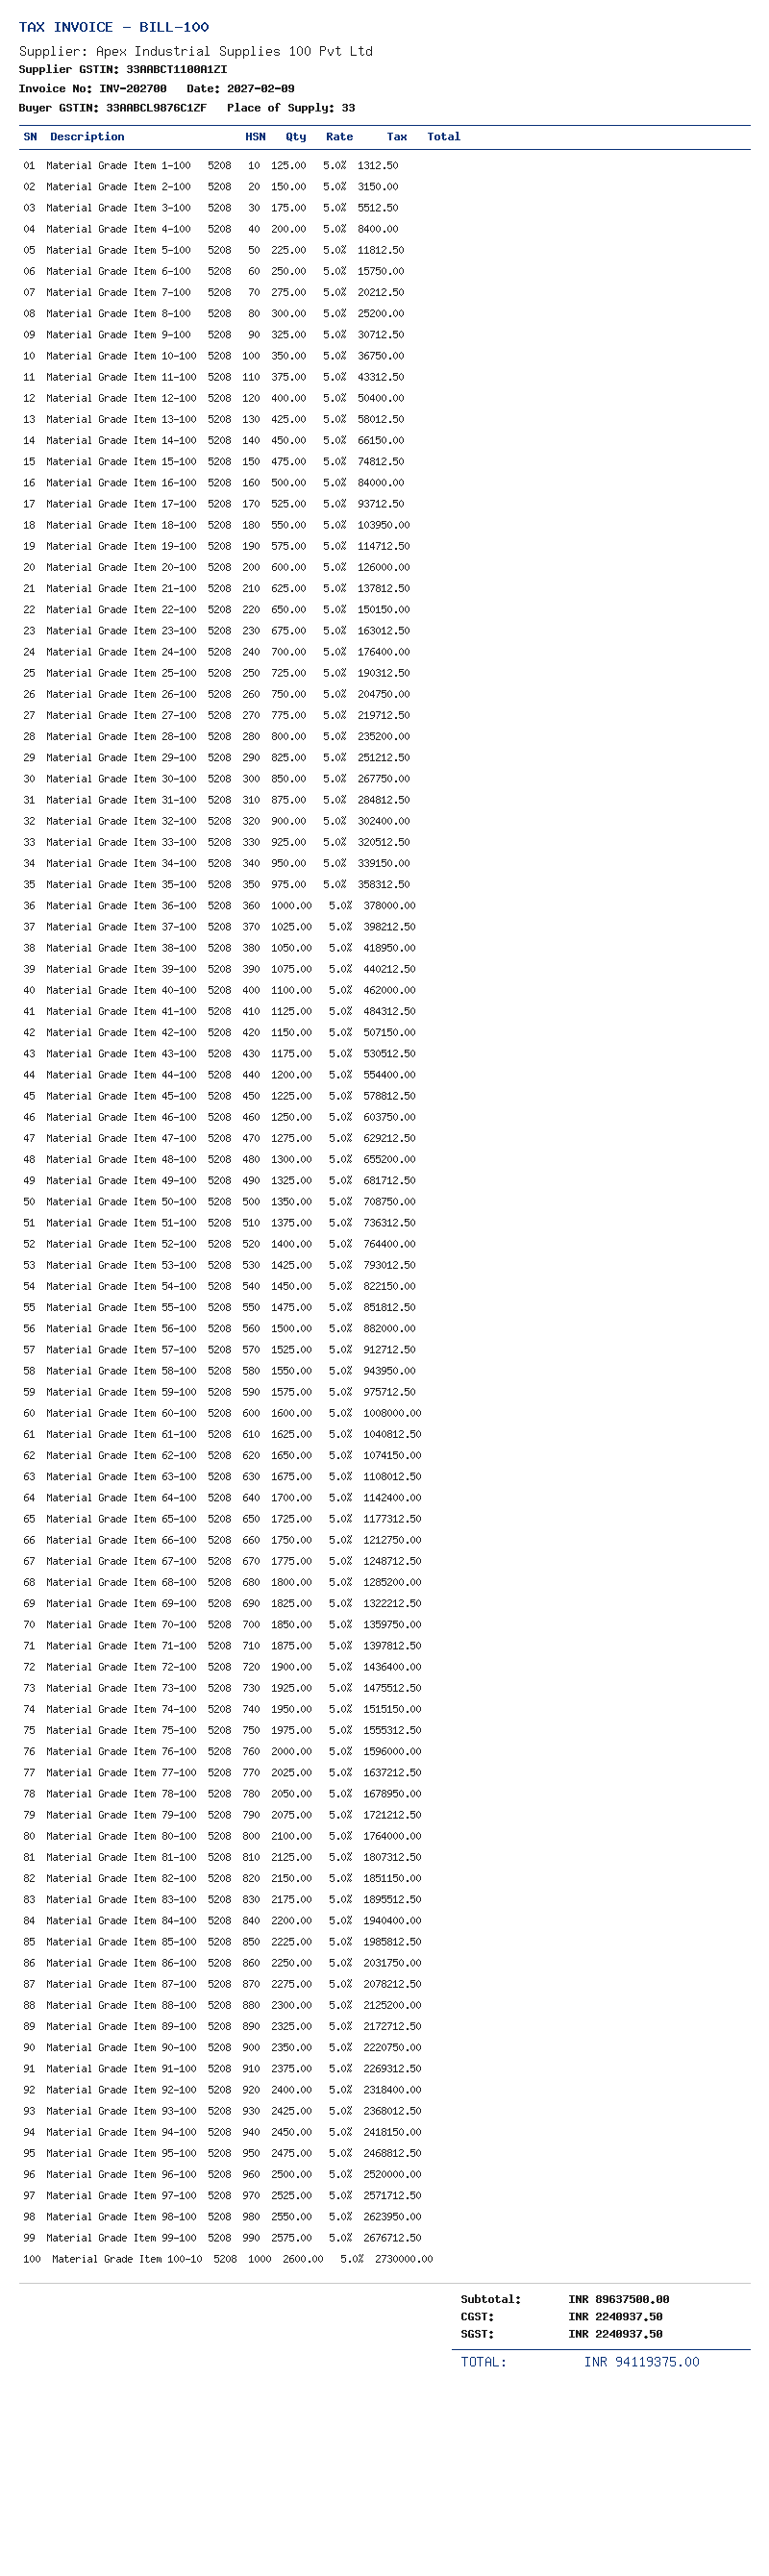 TAX INVOICE - BILL-100
Supplier: Apex Industrial Supplies 100 Pvt Ltd
Supplier GSTIN: 33AABCT1100A1ZI
Invoice No: INV-202700 Date: 2027-02-09
Buyer GSTIN: 33AABCL9876C1ZF Place of Supply: 33
SN Description HSN Qty Rate Tax Total
01 Material Grade Item 1-100 5208 10 125.00 5.0% 1312.50
02 Material Grade Item 2-100 5208 20 150.00 5.0% 3150.00
03 Material Grade Item 3-100 5208 30 175.00 5.0% 5512.50
04 Material Grade Item 4-100 5208 40 200.00 5.0% 8400.00
05 Material Grade Item 5-100 5208 50 225.00 5.0% 11812.50
06 Material Grade Item 6-100 5208 60 250.00 5.0% 15750.00
07 Material Grade Item 7-100 5208 70 275.00 5.0% 20212.50
08 Material Grade Item 8-100 5208 80 300.00 5.0% 25200.00
09 Material Grade Item 9-100 5208 90 325.00 5.0% 30712.50
10 Material Grade Item 10-100 5208 100 350.00 5.0% 36750.00
11 Material Grade Item 11-100 5208 110 375.00 5.0% 43312.50
12 Material Grade Item 12-100 5208 120 400.00 5.0% 50400.00
13 Material Grade Item 13-100 5208 130 425.00 5.0% 58012.50
14 Material Grade Item 14-100 5208 140 450.00 5.0% 66150.00
15 Material Grade Item 15-100 5208 150 475.00 5.0% 74812.50
16 Material Grade Item 16-100 5208 160 500.00 5.0% 84000.00
17 Material Grade Item 17-100 5208 170 525.00 5.0% 93712.50
18 Material Grade Item 18-100 5208 180 550.00 5.0% 103950.00
19 Material Grade Item 19-100 5208 190 575.00 5.0% 114712.50
20 Material Grade Item 20-100 5208 200 600.00 5.0% 126000.00
21 Material Grade Item 21-100 5208 210 625.00 5.0% 137812.50
22 Material Grade Item 22-100 5208 220 650.00 5.0% 150150.00
23 Material Grade Item 23-100 5208 230 675.00 5.0% 163012.50
24 Material Grade Item 24-100 5208 240 700.00 5.0% 176400.00
25 Material Grade Item 25-100 5208 250 725.00 5.0% 190312.50
26 Material Grade Item 26-100 5208 260 750.00 5.0% 204750.00
27 Material Grade Item 27-100 5208 270 775.00 5.0% 219712.50
28 Material Grade Item 28-100 5208 280 800.00 5.0% 235200.00
29 Material Grade Item 29-100 5208 290 825.00 5.0% 251212.50
30 Material Grade Item 30-100 5208 300 850.00 5.0% 267750.00
31 Material Grade Item 31-100 5208 310 875.00 5.0% 284812.50
32 Material Grade Item 32-100 5208 320 900.00 5.0% 302400.00
33 Material Grade Item 33-100 5208 330 925.00 5.0% 320512.50
34 Material Grade Item 34-100 5208 340 950.00 5.0% 339150.00
35 Material Grade Item 35-100 5208 350 975.00 5.0% 358312.50
36 Material Grade Item 36-100 5208 360 1000.00 5.0% 378000.00
37 Material Grade Item 37-100 5208 370 1025.00 5.0% 398212.50
38 Material Grade Item 38-100 5208 380 1050.00 5.0% 418950.00
39 Material Grade Item 39-100 5208 390 1075.00 5.0% 440212.50
40 Material Grade Item 40-100 5208 400 1100.00 5.0% 462000.00
41 Material Grade Item 41-100 5208 410 1125.00 5.0% 484312.50
42 Material Grade Item 42-100 5208 420 1150.00 5.0% 507150.00
43 Material Grade Item 43-100 5208 430 1175.00 5.0% 530512.50
44 Material Grade Item 44-100 5208 440 1200.00 5.0% 554400.00
45 Material Grade Item 45-100 5208 450 1225.00 5.0% 578812.50
46 Material Grade Item 46-100 5208 460 1250.00 5.0% 603750.00
47 Material Grade Item 47-100 5208 470 1275.00 5.0% 629212.50
48 Material Grade Item 48-100 5208 480 1300.00 5.0% 655200.00
49 Material Grade Item 49-100 5208 490 1325.00 5.0% 681712.50
50 Material Grade Item 50-100 5208 500 1350.00 5.0% 708750.00
51 Material Grade Item 51-100 5208 510 1375.00 5.0% 736312.50
52 Material Grade Item 52-100 5208 520 1400.00 5.0% 764400.00
53 Material Grade Item 53-100 5208 530 1425.00 5.0% 793012.50
54 Material Grade Item 54-100 5208 540 1450.00 5.0% 822150.00
55 Material Grade Item 55-100 5208 550 1475.00 5.0% 851812.50
56 Material Grade Item 56-100 5208 560 1500.00 5.0% 882000.00
57 Material Grade Item 57-100 5208 570 1525.00 5.0% 912712.50
58 Material Grade Item 58-100 5208 580 1550.00 5.0% 943950.00
59 Material Grade Item 59-100 5208 590 1575.00 5.0% 975712.50
60 Material Grade Item 60-100 5208 600 1600.00 5.0% 1008000.00
61 Material Grade Item 61-100 5208 610 1625.00 5.0% 1040812.50
62 Material Grade Item 62-100 5208 620 1650.00 5.0% 1074150.00
63 Material Grade Item 63-100 5208 630 1675.00 5.0% 1108012.50
64 Material Grade Item 64-100 5208 640 1700.00 5.0% 1142400.00
65 Material Grade Item 65-100 5208 650 1725.00 5.0% 1177312.50
66 Material Grade Item 66-100 5208 660 1750.00 5.0% 1212750.00
67 Material Grade Item 67-100 5208 670 1775.00 5.0% 1248712.50
68 Material Grade Item 68-100 5208 680 1800.00 5.0% 1285200.00
69 Material Grade Item 69-100 5208 690 1825.00 5.0% 1322212.50
70 Material Grade Item 70-100 5208 700 1850.00 5.0% 1359750.00
71 Material Grade Item 71-100 5208 710 1875.00 5.0% 1397812.50
72 Material Grade Item 72-100 5208 720 1900.00 5.0% 1436400.00
73 Material Grade Item 73-100 5208 730 1925.00 5.0% 1475512.50
74 Material Grade Item 74-100 5208 740 1950.00 5.0% 1515150.00
75 Material Grade Item 75-100 5208 750 1975.00 5.0% 1555312.50
76 Material Grade Item 76-100 5208 760 2000.00 5.0% 1596000.00
77 Material Grade Item 77-100 5208 770 2025.00 5.0% 1637212.50
78 Material Grade Item 78-100 5208 780 2050.00 5.0% 1678950.00
79 Material Grade Item 79-100 5208 790 2075.00 5.0% 1721212.50
80 Material Grade Item 80-100 5208 800 2100.00 5.0% 1764000.00
81 Material Grade Item 81-100 5208 810 2125.00 5.0% 1807312.50
82 Material Grade Item 82-100 5208 820 2150.00 5.0% 1851150.00
83 Material Grade Item 83-100 5208 830 2175.00 5.0% 1895512.50
84 Material Grade Item 84-100 5208 840 2200.00 5.0% 1940400.00
85 Material Grade Item 85-100 5208 850 2225.00 5.0% 1985812.50
86 Material Grade Item 86-100 5208 860 2250.00 5.0% 2031750.00
87 Material Grade Item 87-100 5208 870 2275.00 5.0% 2078212.50
88 Material Grade Item 88-100 5208 880 2300.00 5.0% 2125200.00
89 Material Grade Item 89-100 5208 890 2325.00 5.0% 2172712.50
90 Material Grade Item 90-100 5208 900 2350.00 5.0% 2220750.00
91 Material Grade Item 91-100 5208 910 2375.00 5.0% 2269312.50
92 Material Grade Item 92-100 5208 920 2400.00 5.0% 2318400.00
93 Material Grade Item 93-100 5208 930 2425.00 5.0% 2368012.50
94 Material Grade Item 94-100 5208 940 2450.00 5.0% 2418150.00
95 Material Grade Item 95-100 5208 950 2475.00 5.0% 2468812.50
96 Material Grade Item 96-100 5208 960 2500.00 5.0% 2520000.00
97 Material Grade Item 97-100 5208 970 2525.00 5.0% 2571712.50
98 Material Grade Item 98-100 5208 980 2550.00 5.0% 2623950.00
99 Material Grade Item 99-100 5208 990 2575.00 5.0% 2676712.50
100 Material Grade Item 100-10 5208 1000 2600.00 5.0% 2730000.00
Subtotal: INR 89637500.00
CGST: INR 2240937.50
SGST: INR 2240937.50
TOTAL: INR 94119375.00